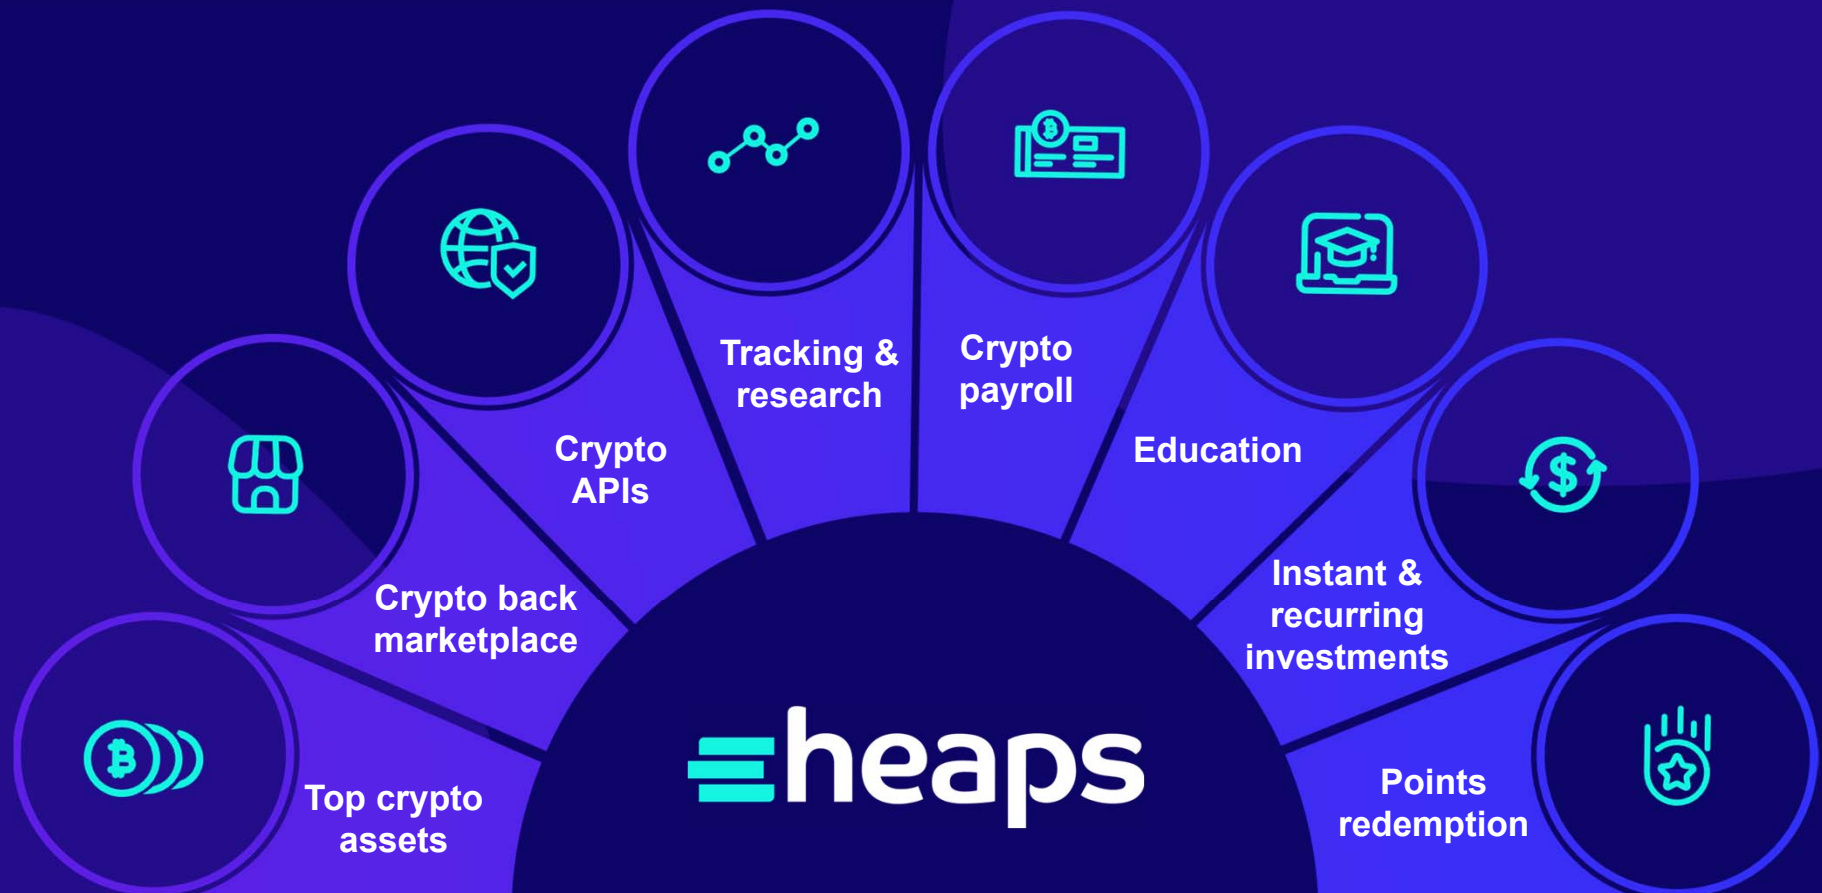 Top crypto
assets
Crypto back
marketplace
Crypto
APIs
Tracking &
research
Crypto
payroll
Education
Instant &
recurring
investments
Points
redemption
heaps